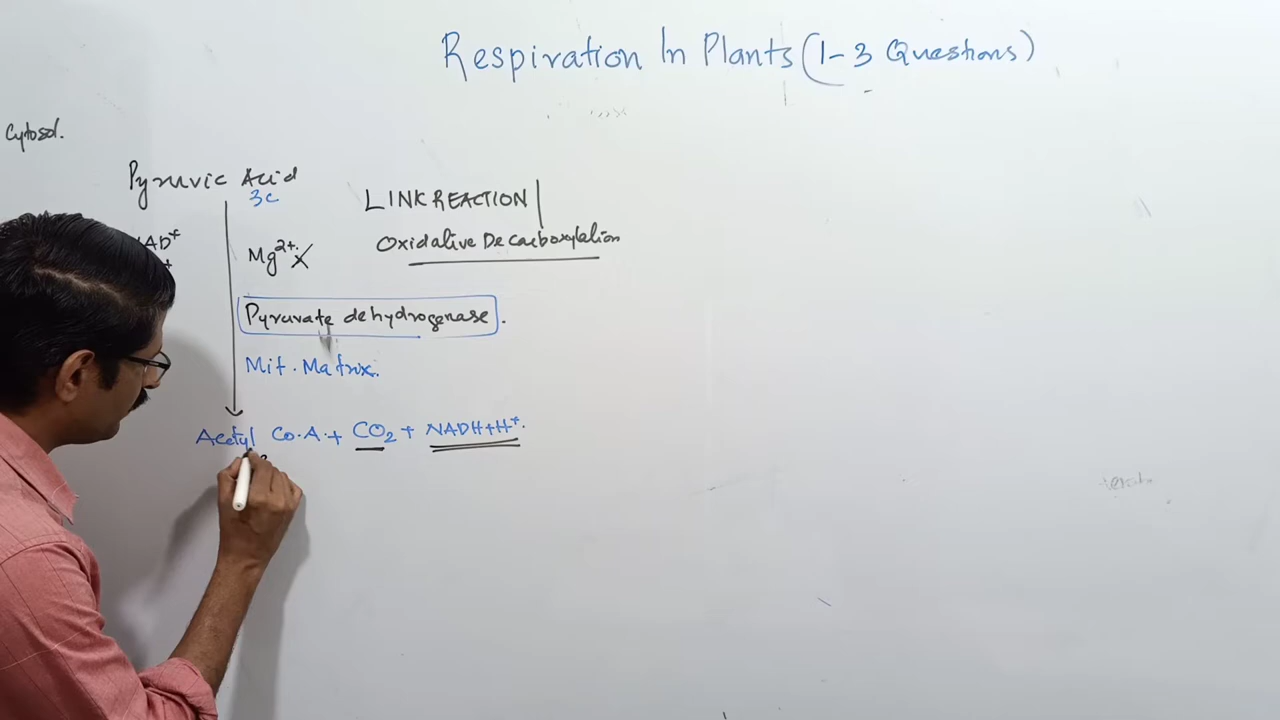 Respiration In Plants (1-3 Questions)
Cytosol.
Pyruvic Acid
3C
LINK REACTION
AD+
Mg2+
Oxidative Decarboxylation
Pyruvate dehydrogenase.
Mit. Matrix.
Acetyl Co.A. + CO2 + NADH+H+.